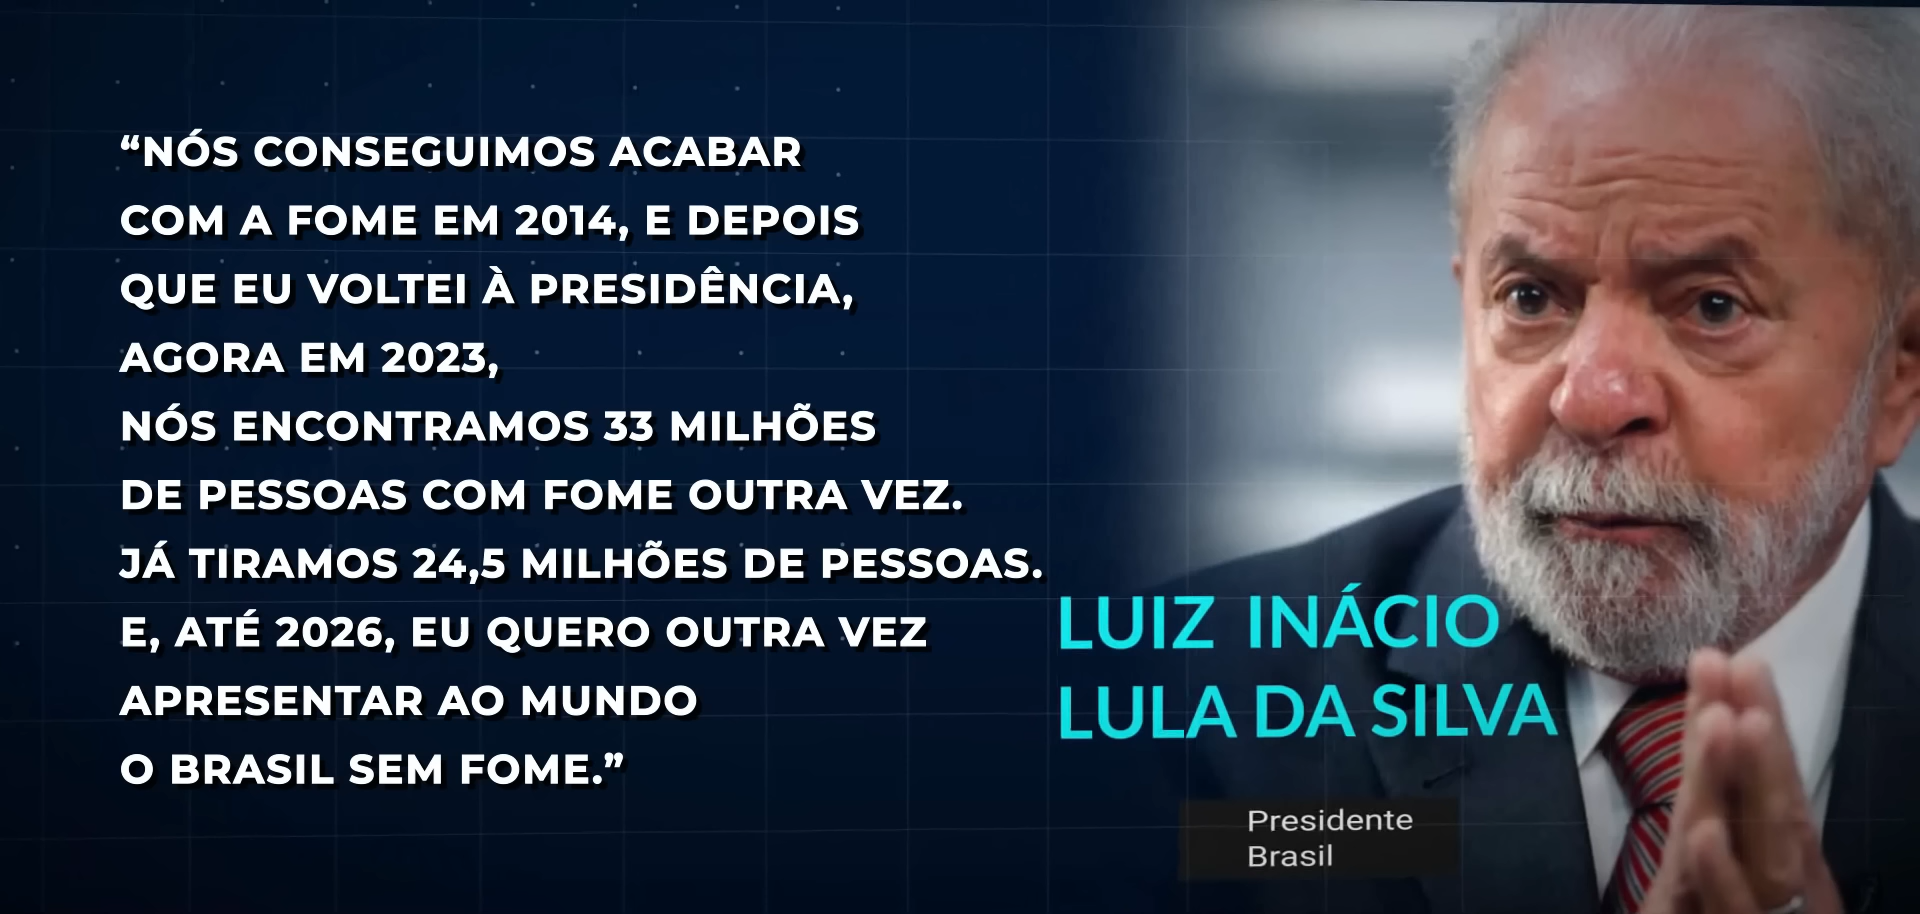 “NÓS CONSEGUIMOS ACABAR
COM A FOME EM 2014, E DEPOIS
QUE EU VOLTEI À PRESIDÊNCIA,
AGORA EM 2023,
NÓS ENCONTRAMOS 33 MILHÕES
DE PESSOAS COM FOME OUTRA VEZ.
JÁ TIRAMOS 24,5 MILHÕES DE PESSOAS.
E, ATÉ 2026, EU QUERO OUTRA VEZ
APRESENTAR AO MUNDO
O BRASIL SEM FOME.”
LUIZ INÁCIO
LULA DA SILVA
Presidente
Brasil